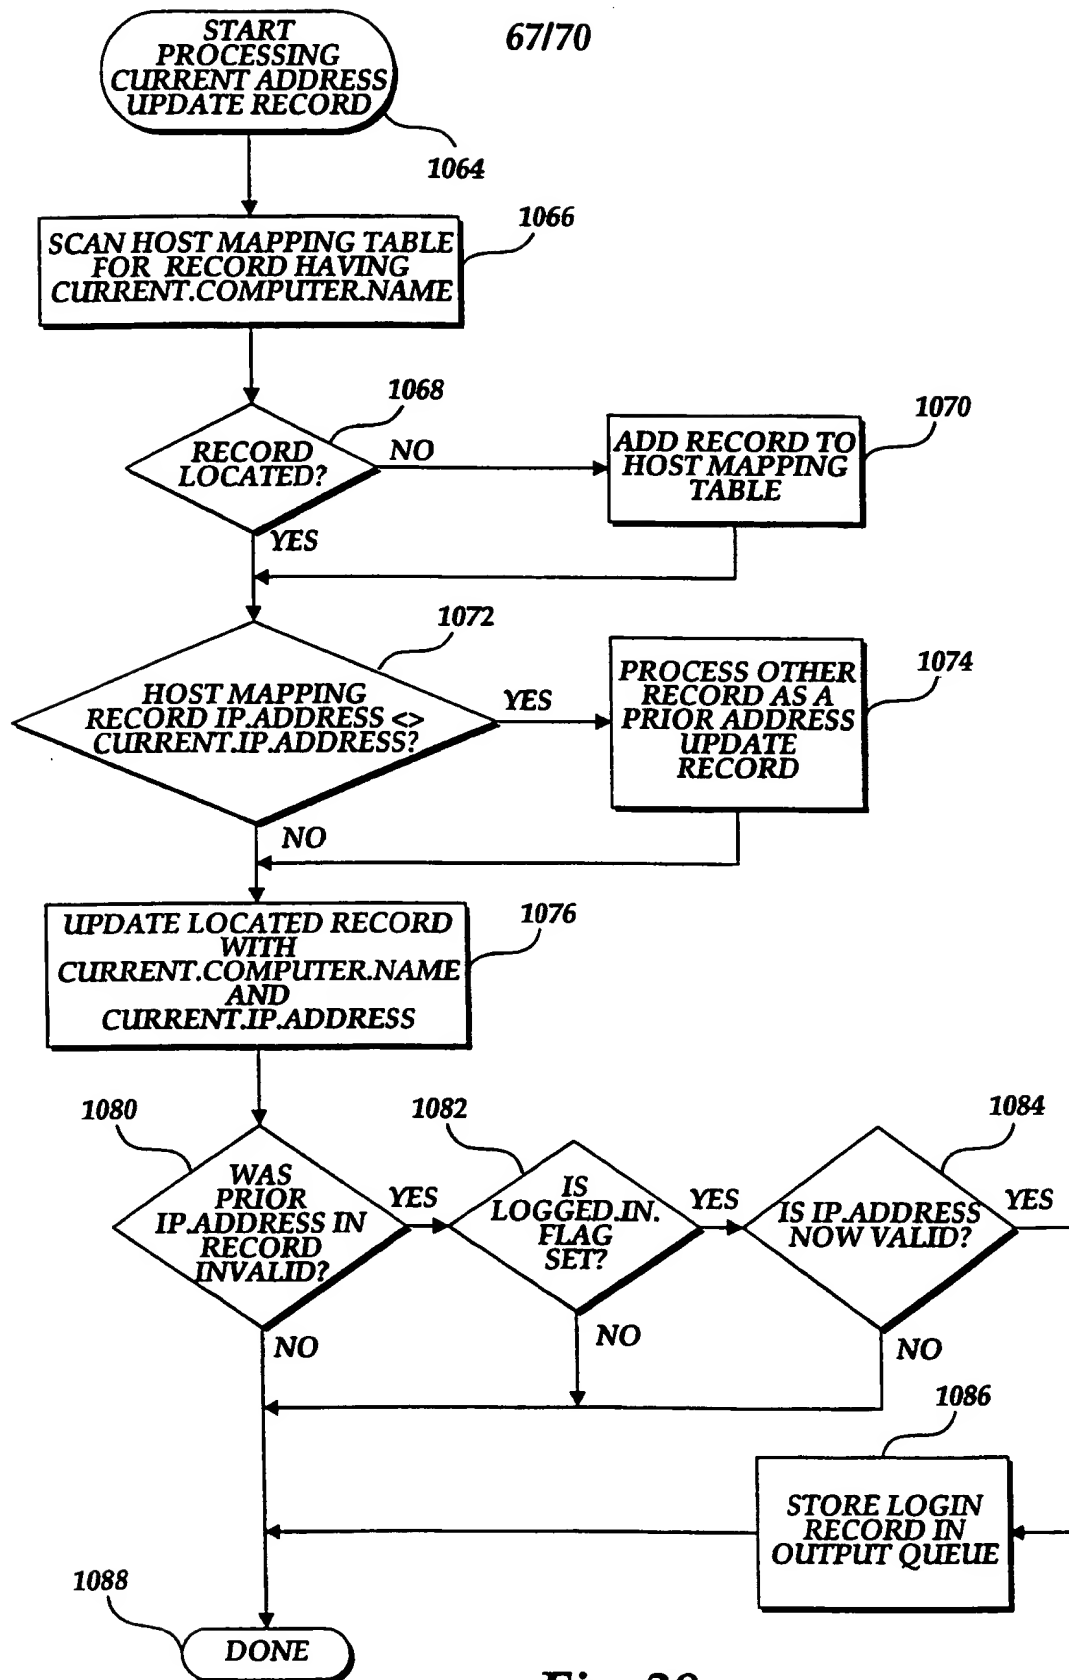 67/70
START
PROCESSING
CURRENT ADDRESS
UPDATE RECORD
1064
1066
SCAN HOST MAPPING TABLE
FOR RECORD HAVING
CURRENT.COMPUTER.NAME
1068
RECORD
LOCATED?
NO
YES
1070
ADD RECORD TO
HOST MAPPING
TABLE
1072
HOST MAPPING
RECORD IP.ADDRESS <>
CURRENT.IP.ADDRESS?
YES
NO
1074
PROCESS OTHER
RECORD AS A
PRIOR ADDRESS
UPDATE
RECORD
1076
UPDATE LOCATED RECORD
WITH
CURRENT.COMPUTER.NAME
AND
CURRENT.IP.ADDRESS
1080
WAS
PRIOR
IP.ADDRESS IN
RECORD
INVALID?
YES
NO
1082
IS
LOGGED.IN.
FLAG
SET?
YES
NO
1084
IS IP.ADDRESS
NOW VALID?
YES
NO
1086
STORE LOGIN
RECORD IN
OUTPUT QUEUE
1088
DONE